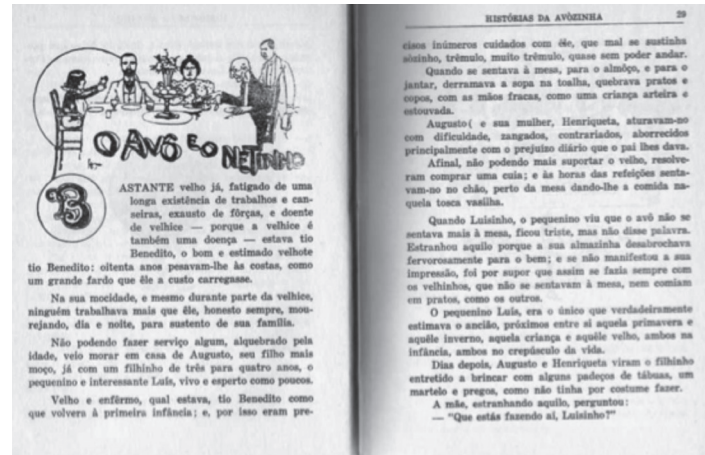 O AVÔ E O NETINHO
BASTANTE velho já, fatigado de uma
longa existência de trabalhos e can-
seiras, exausto de fôrças, e doente
de velhice — porque a velhice é
também uma doença — estava tio
Benedito, o bom e estimado velhote
tio Benedito: oitenta anos pesavam-lhe às costas, como
um grande fardo que êle a custo carregasse.
Na sua mocidade, e mesmo durante parte da velhice,
ninguém trabalhava mais que êle, honesto sempre, mou-
rejando, dia e noite, para sustento de sua família.
Não podendo fazer serviço algum, alquebrado pela
idade, veio morar em casa de Augusto, seu filho mais
moço, já com um filhinho de três para quatro anos, o
pequenino e interessante Luís, vivo e esperto como poucos.
Velho e enfêrmo, qual estava, tio Benedito como
que volvera à primeira infância; e, por isso eram pre-
HISTÓRIAS DA AVÒZINHA 29
cisos inúmeros cuidados com êle, que mal se sustinha
sòzinho, trêmulo, muito trêmulo, quase sem poder andar.
Quando se sentava à mesa, para o almôço, e para o
jantar, derramava a sopa na toalha, quebrava pratos e
copos, com as mãos fracas, como uma criança arteira e
estouvada.
Augusto( e sua mulher, Henriqueta, aturavam-no
com dificuldade, zangados, contrariados, aborrecidos
principalmente com o prejuízo diário que o pai lhes dava.
Afinal, não podendo mais suportar o velho, resolve-
ram comprar uma cuia; e às horas das refeições senta-
vam-no no chão, perto da mesa dando-lhe a comida na-
quela tosca vasilha.
Quando Luisinho, o pequenino viu que o avô não se
sentava mais à mesa, ficou triste, mas não disse palavra.
Estranhou aquilo porque a sua almazinha desabrochava
fervorosamente para o bem; e se não manifestou a sua
impressão, foi por supor que assim se fazia sempre com
os velhinhos, que não se sentavam à mesa, nem comiam
em pratos, como os outros.
O pequenino Luís, era o único que verdadeiramente
estimava o ancião, próximos entre si aquela primavera e
aquêle inverno, aquela criança e aquêle velho, ambos na
infância, ambos no crepúsculo da vida.
Dias depois, Augusto e Henriqueta viram o filhinho
entretido a brincar com alguns padeços de tábuas, um
martelo e pregos, como não tinha por costume fazer.
A mãe, estranhando aquilo, perguntou:
— "Que estás fazendo aí, Luisinho?"